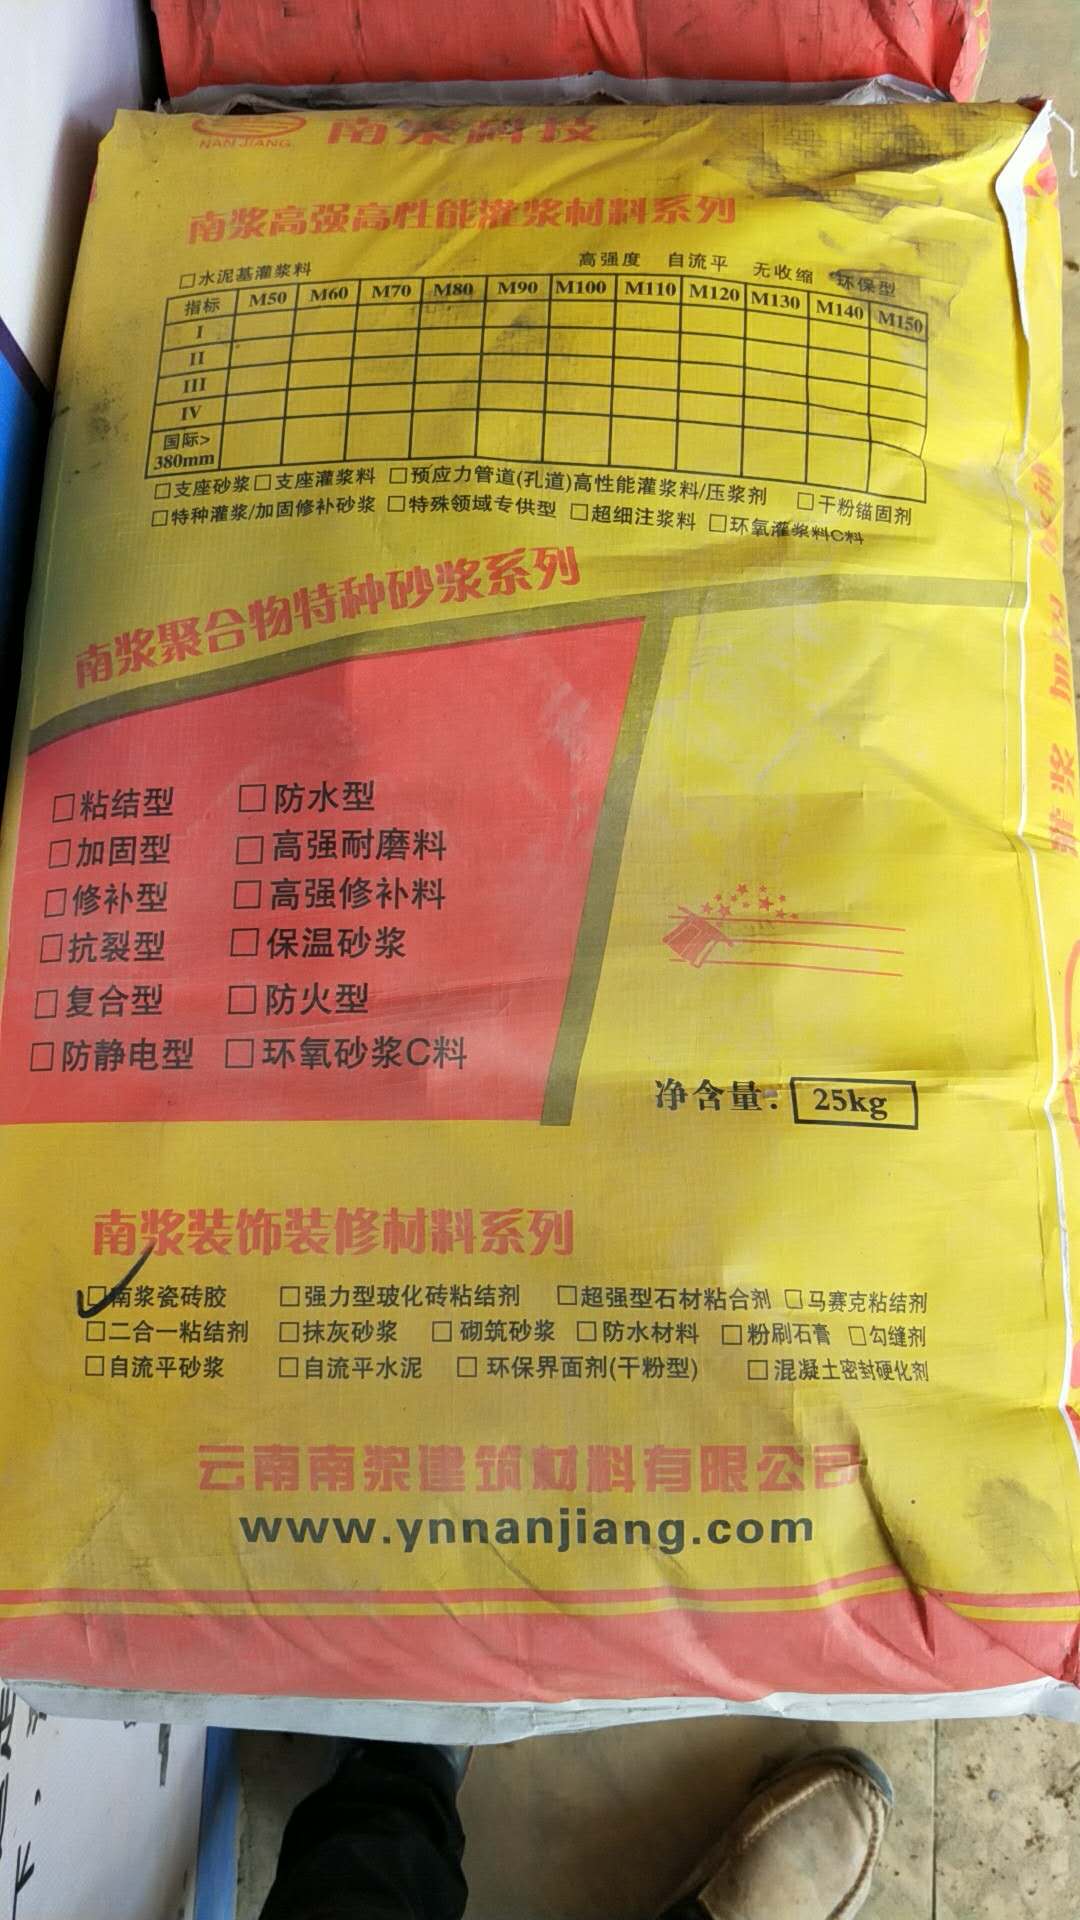 NANJIANG 南浆科技
南浆高强高性能灌浆材料系列
□水泥基灌浆料 高强度 自流平 无收缩 环保型
指标 M50 M60 M70 M80 M90 M100 M110 M120 M130 M140 M150
I
II
III
IV
国际>
380mm
□支座砂浆 □支座灌浆料 □预应力管道(孔道)高性能灌浆料/压浆剂 □干粉锚固剂
□特种灌浆/加固修补砂浆 □特殊领域专供型 □超细注浆料 □环氧灌浆料C料
南浆聚合物特种砂浆系列
□粘结型 □防水型
□加固型 □高强耐磨料
□修补型 □高强修补料
□抗裂型 □保温砂浆
□复合型 □防火型
□防静电型 □环氧砂浆C料
净含量: 25kg
南浆装饰装修材料系列
□南浆瓷砖胶 □强力型玻化砖粘结剂 □超强型石材粘合剂 □马赛克粘结剂
□二合一粘结剂 □抹灰砂浆 □砌筑砂浆 □防水材料 □粉刷石膏 □勾缝剂
□自流平砂浆 □自流平水泥 □环保界面剂(干粉型) □混凝土密封硬化剂
云南南浆建筑材料有限公司
www.ynnanjiang.com